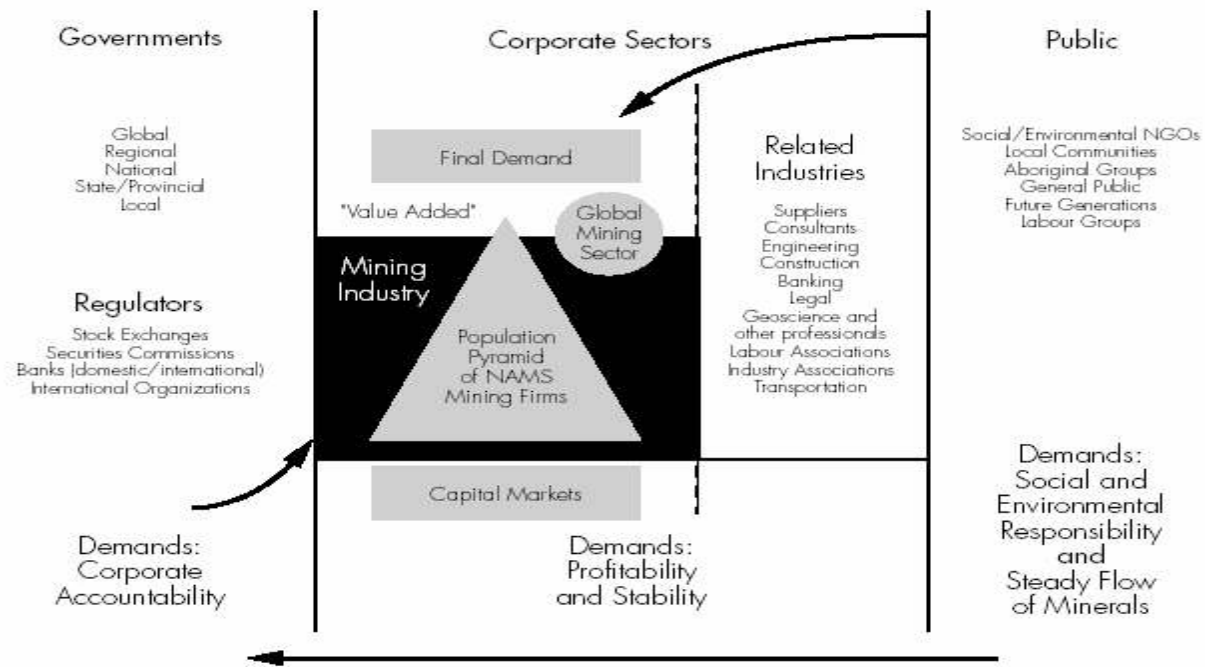 Governments
Global
Regional
National
State/Provincial
Local
Regulators
Stock Exchanges
Securities Commissions
Banks (domestic/international)
International Organizations
Demands:
Corporate
Accountability
Corporate Sectors
Final Demand
"Value Added"
Global
Mining
Sector
Mining
Industry
Population
Pyramid
of NAMS
Mining Firms
Capital Markets
Related
Industries
Suppliers
Consultants
Engineering
Construction
Banking
Legal
Geoscience and
other professionals
Labour Associations
Industry Associations
Transportation
Demands:
Profitability
and Stability
Public
Social/Environmental NGOs
Local Communities
Aboriginal Groups
General Public
Future Generations
Labour Groups
Demands:
Social and
Environmental
Responsibility
and
Steady Flow
of Minerals